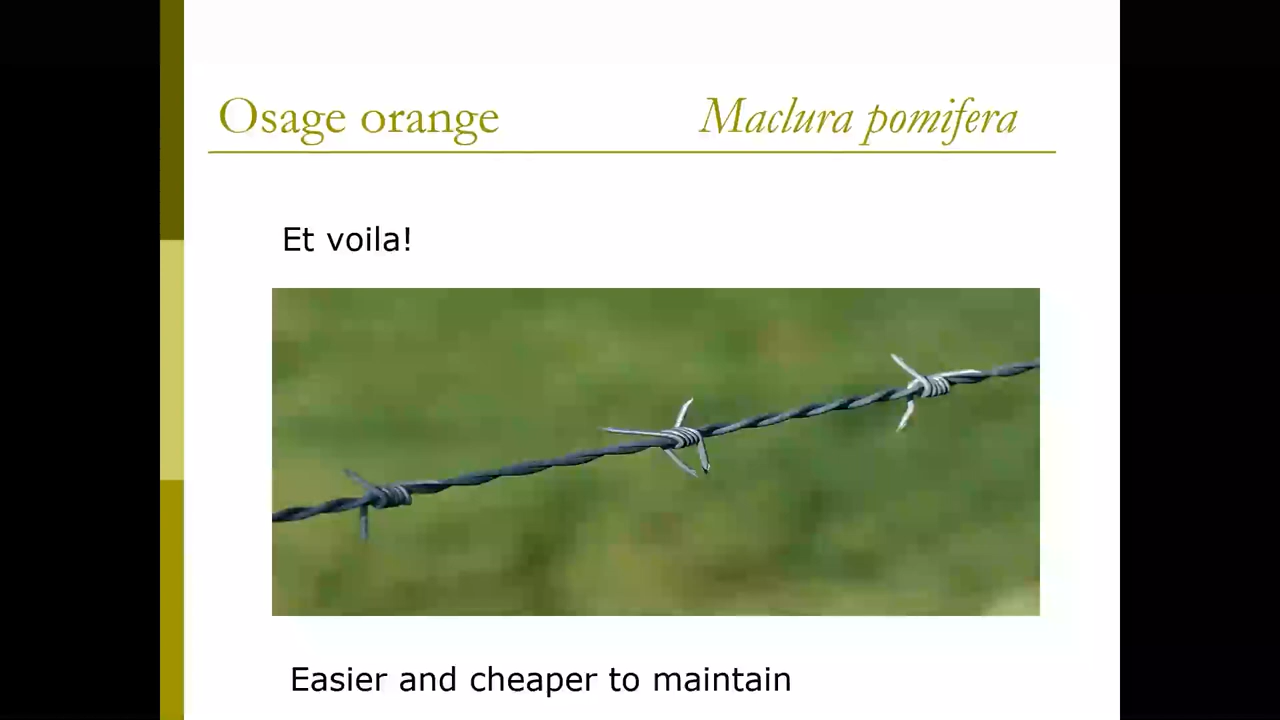 Osage orange Maclura pomifera
Et voila!
Easier and cheaper to maintain